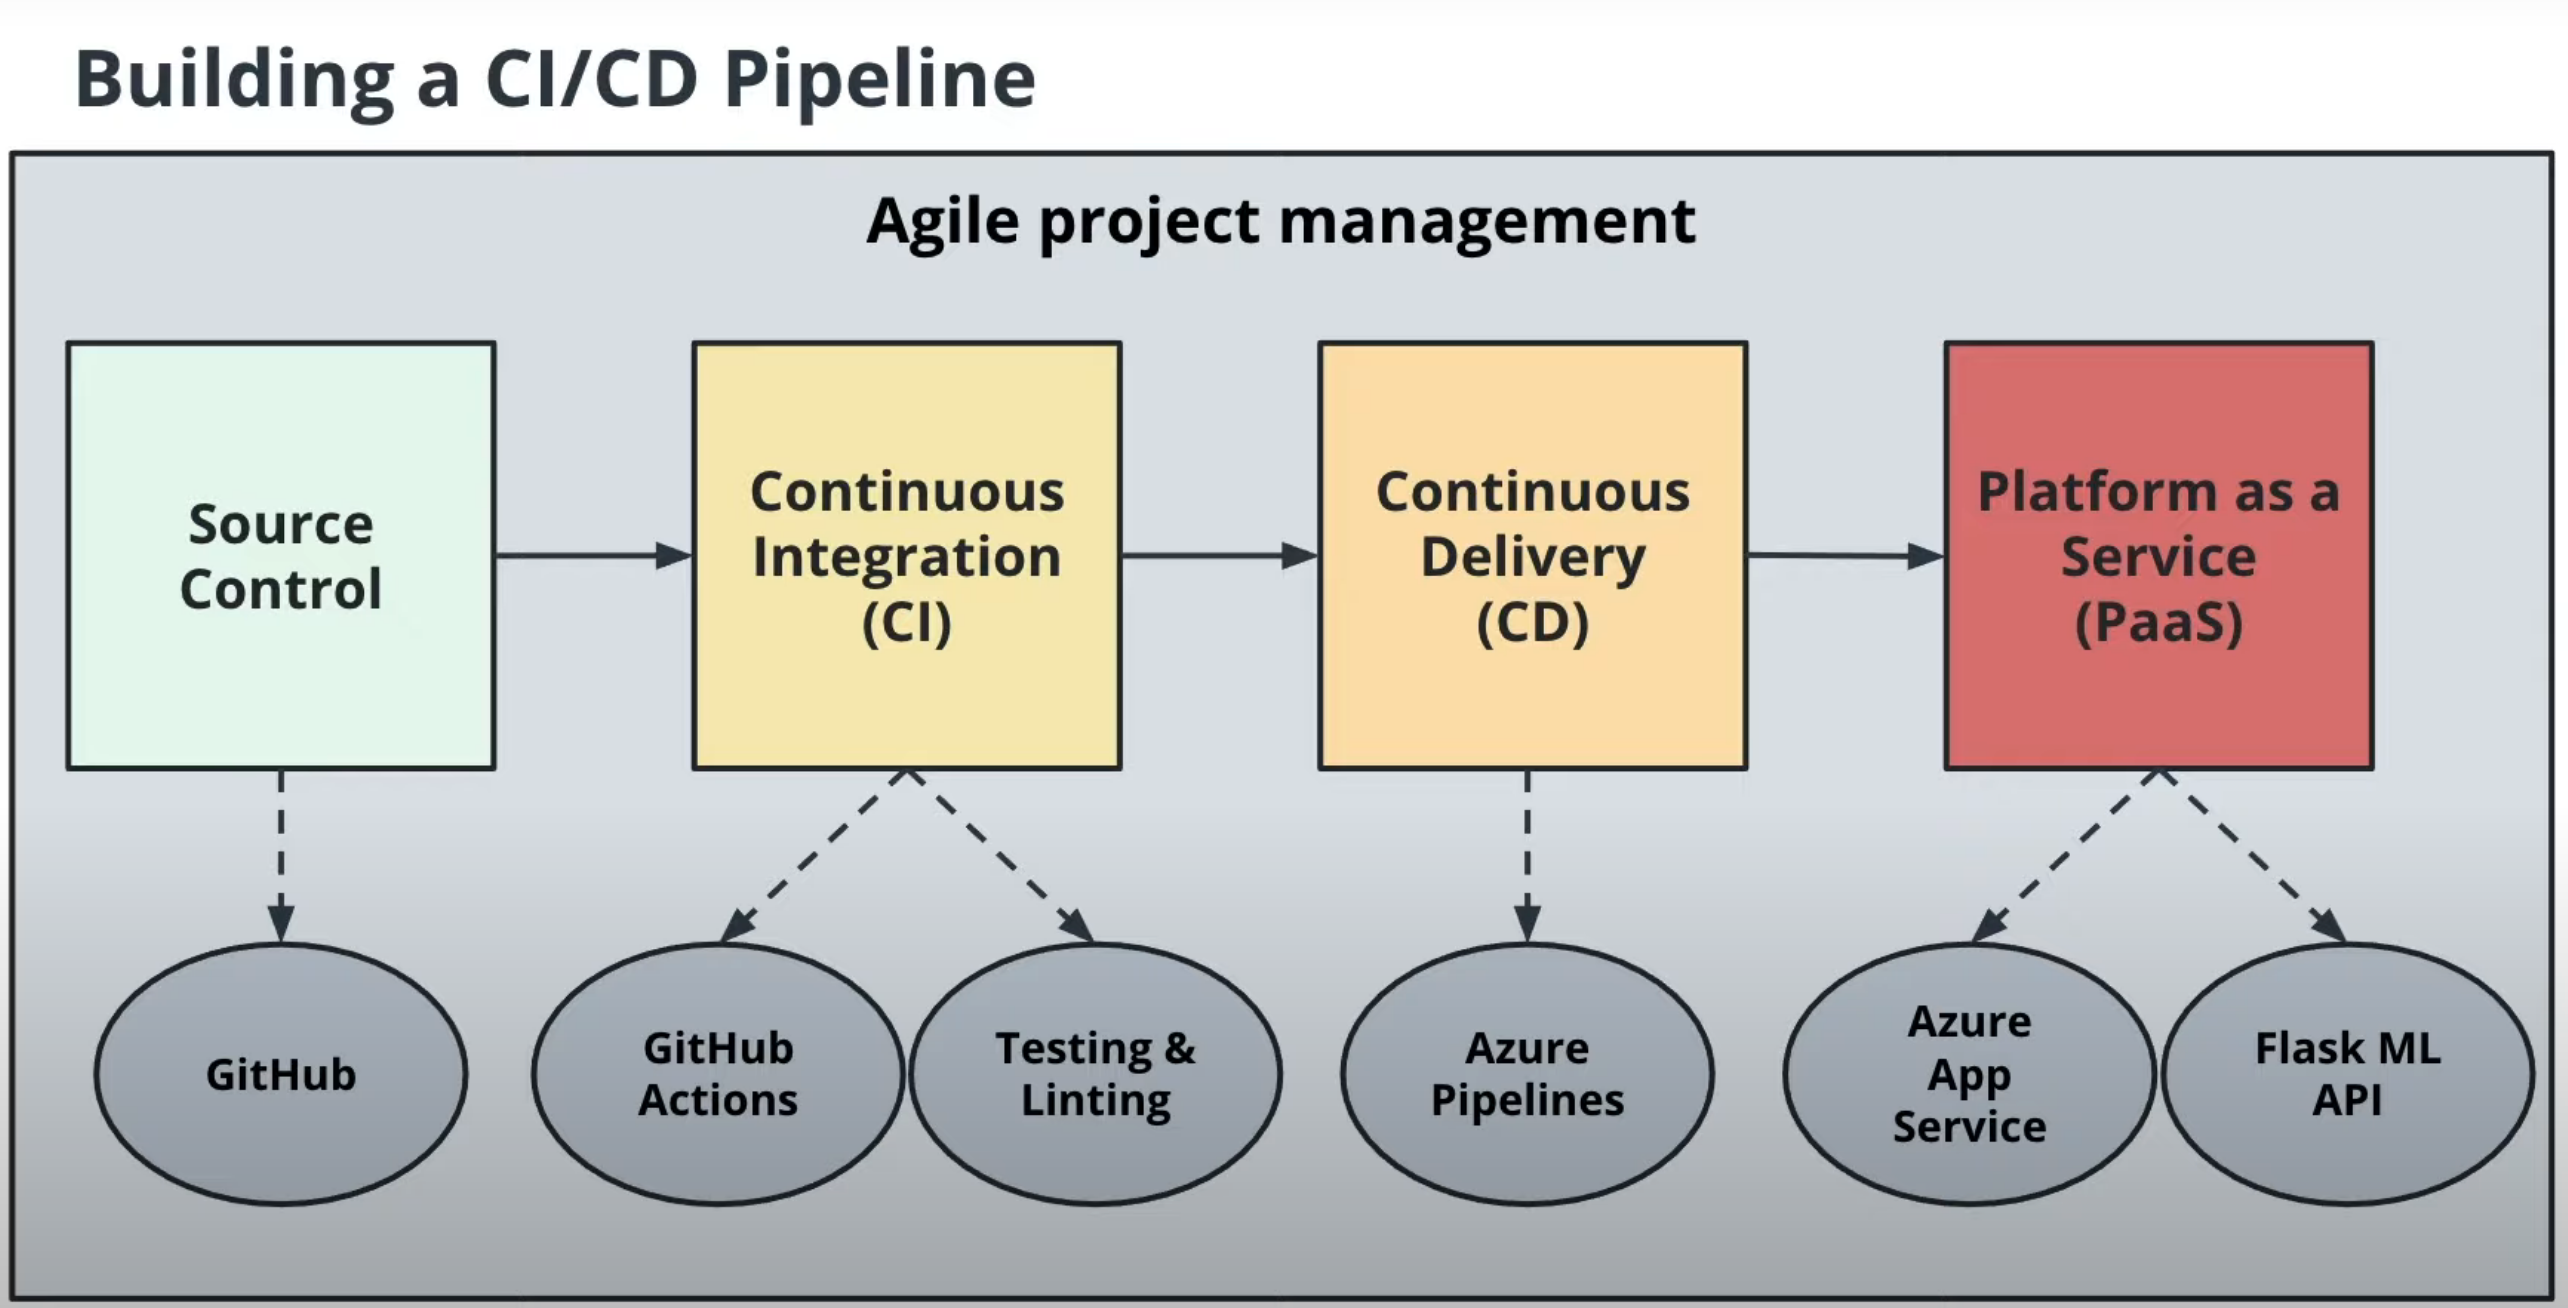 Building a CI/CD Pipeline
Agile project management
Source
Control
Continuous
Integration
(CI)
Continuous
Delivery
(CD)
Platform as a
Service
(PaaS)
GitHub
GitHub
Actions
Testing &
Linting
Azure
Pipelines
Azure
App
Service
Flask ML
API